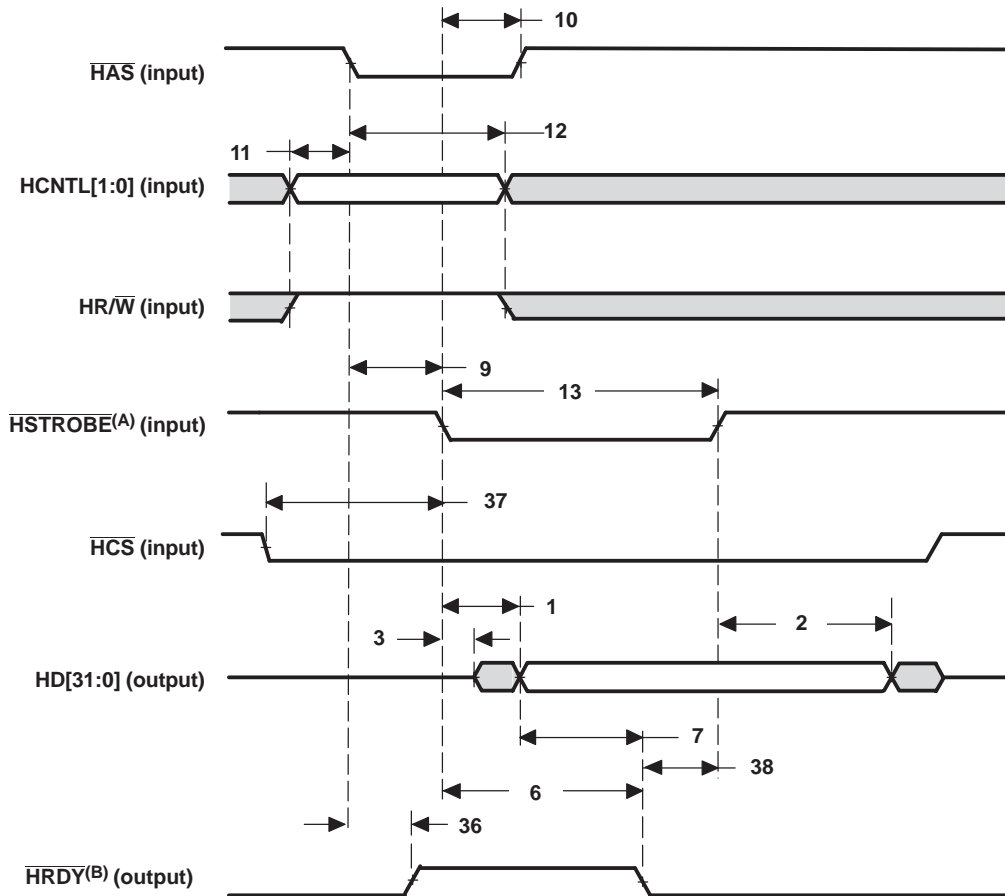 10
HAS (input)
12
11
HCNTL[1:0] (input)
HR/W (input)
9
13
HSTROBE(A) (input)
37
HCS (input)
1
3
2
HD[31:0] (output)
7
38
6
36
HRDY(B) (output)